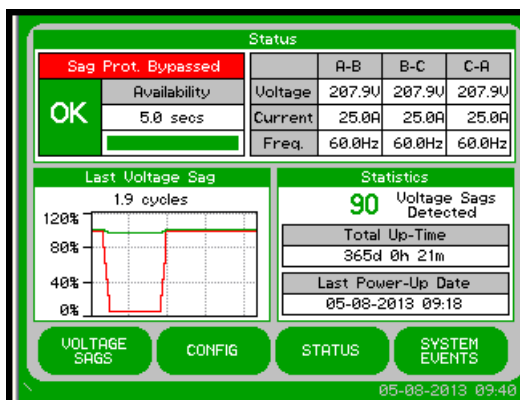 Status
Sag Prot. Bypassed
A-B B-C C-A
OK
Availability
Voltage 207.9V 207.9V 207.9V
5.0 secs
Current 25.0A 25.0A 25.0A
Freq. 60.0Hz 60.0Hz 60.0Hz
Last Voltage Sag
1.9 cycles
120%
80%
40%
0%
Statistics
90 Voltage Sags
Detected
Total Up-Time
365d 0h 21m
Last Power-Up Date
05-08-2013 09:18
VOLTAGE
SAGS
CONFIG
STATUS
SYSTEM
EVENTS
05-08-2013 09:40